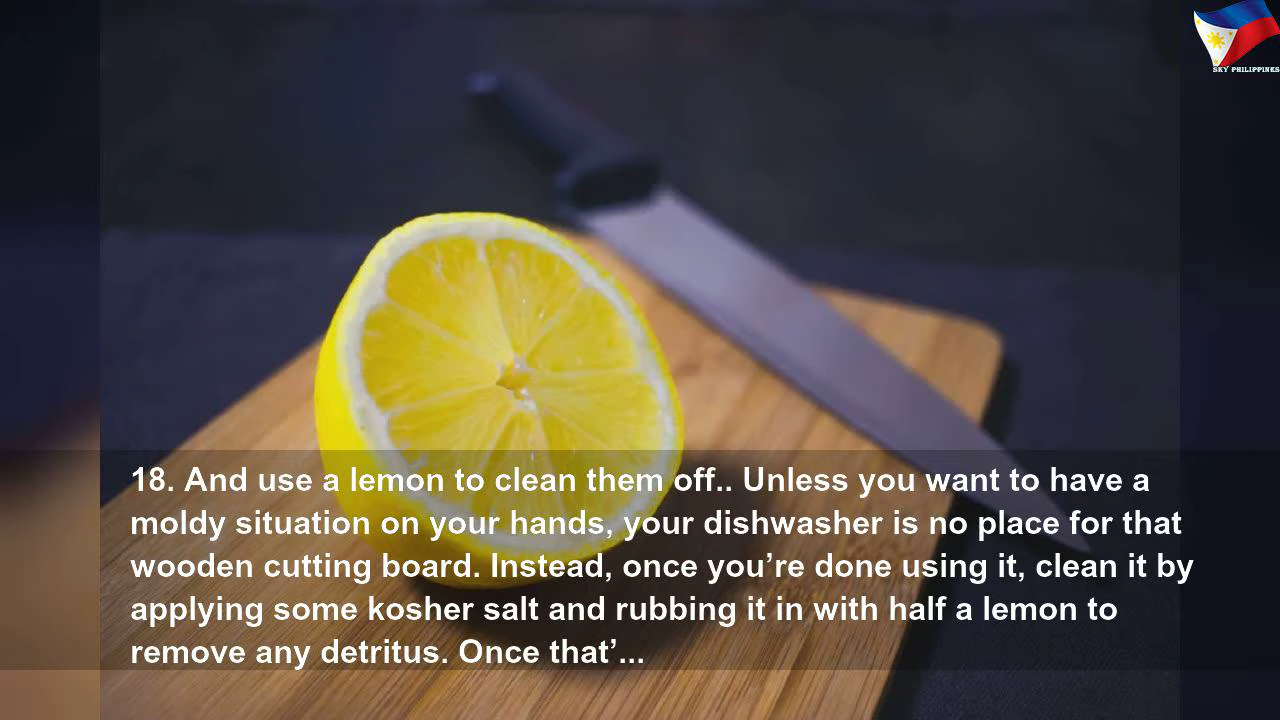 SKY PHILIPPINES
18. And use a lemon to clean them off.. Unless you want to have a
moldy situation on your hands, your dishwasher is no place for that
wooden cutting board. Instead, once you’re done using it, clean it by
applying some kosher salt and rubbing it in with half a lemon to
remove any detritus. Once that’...